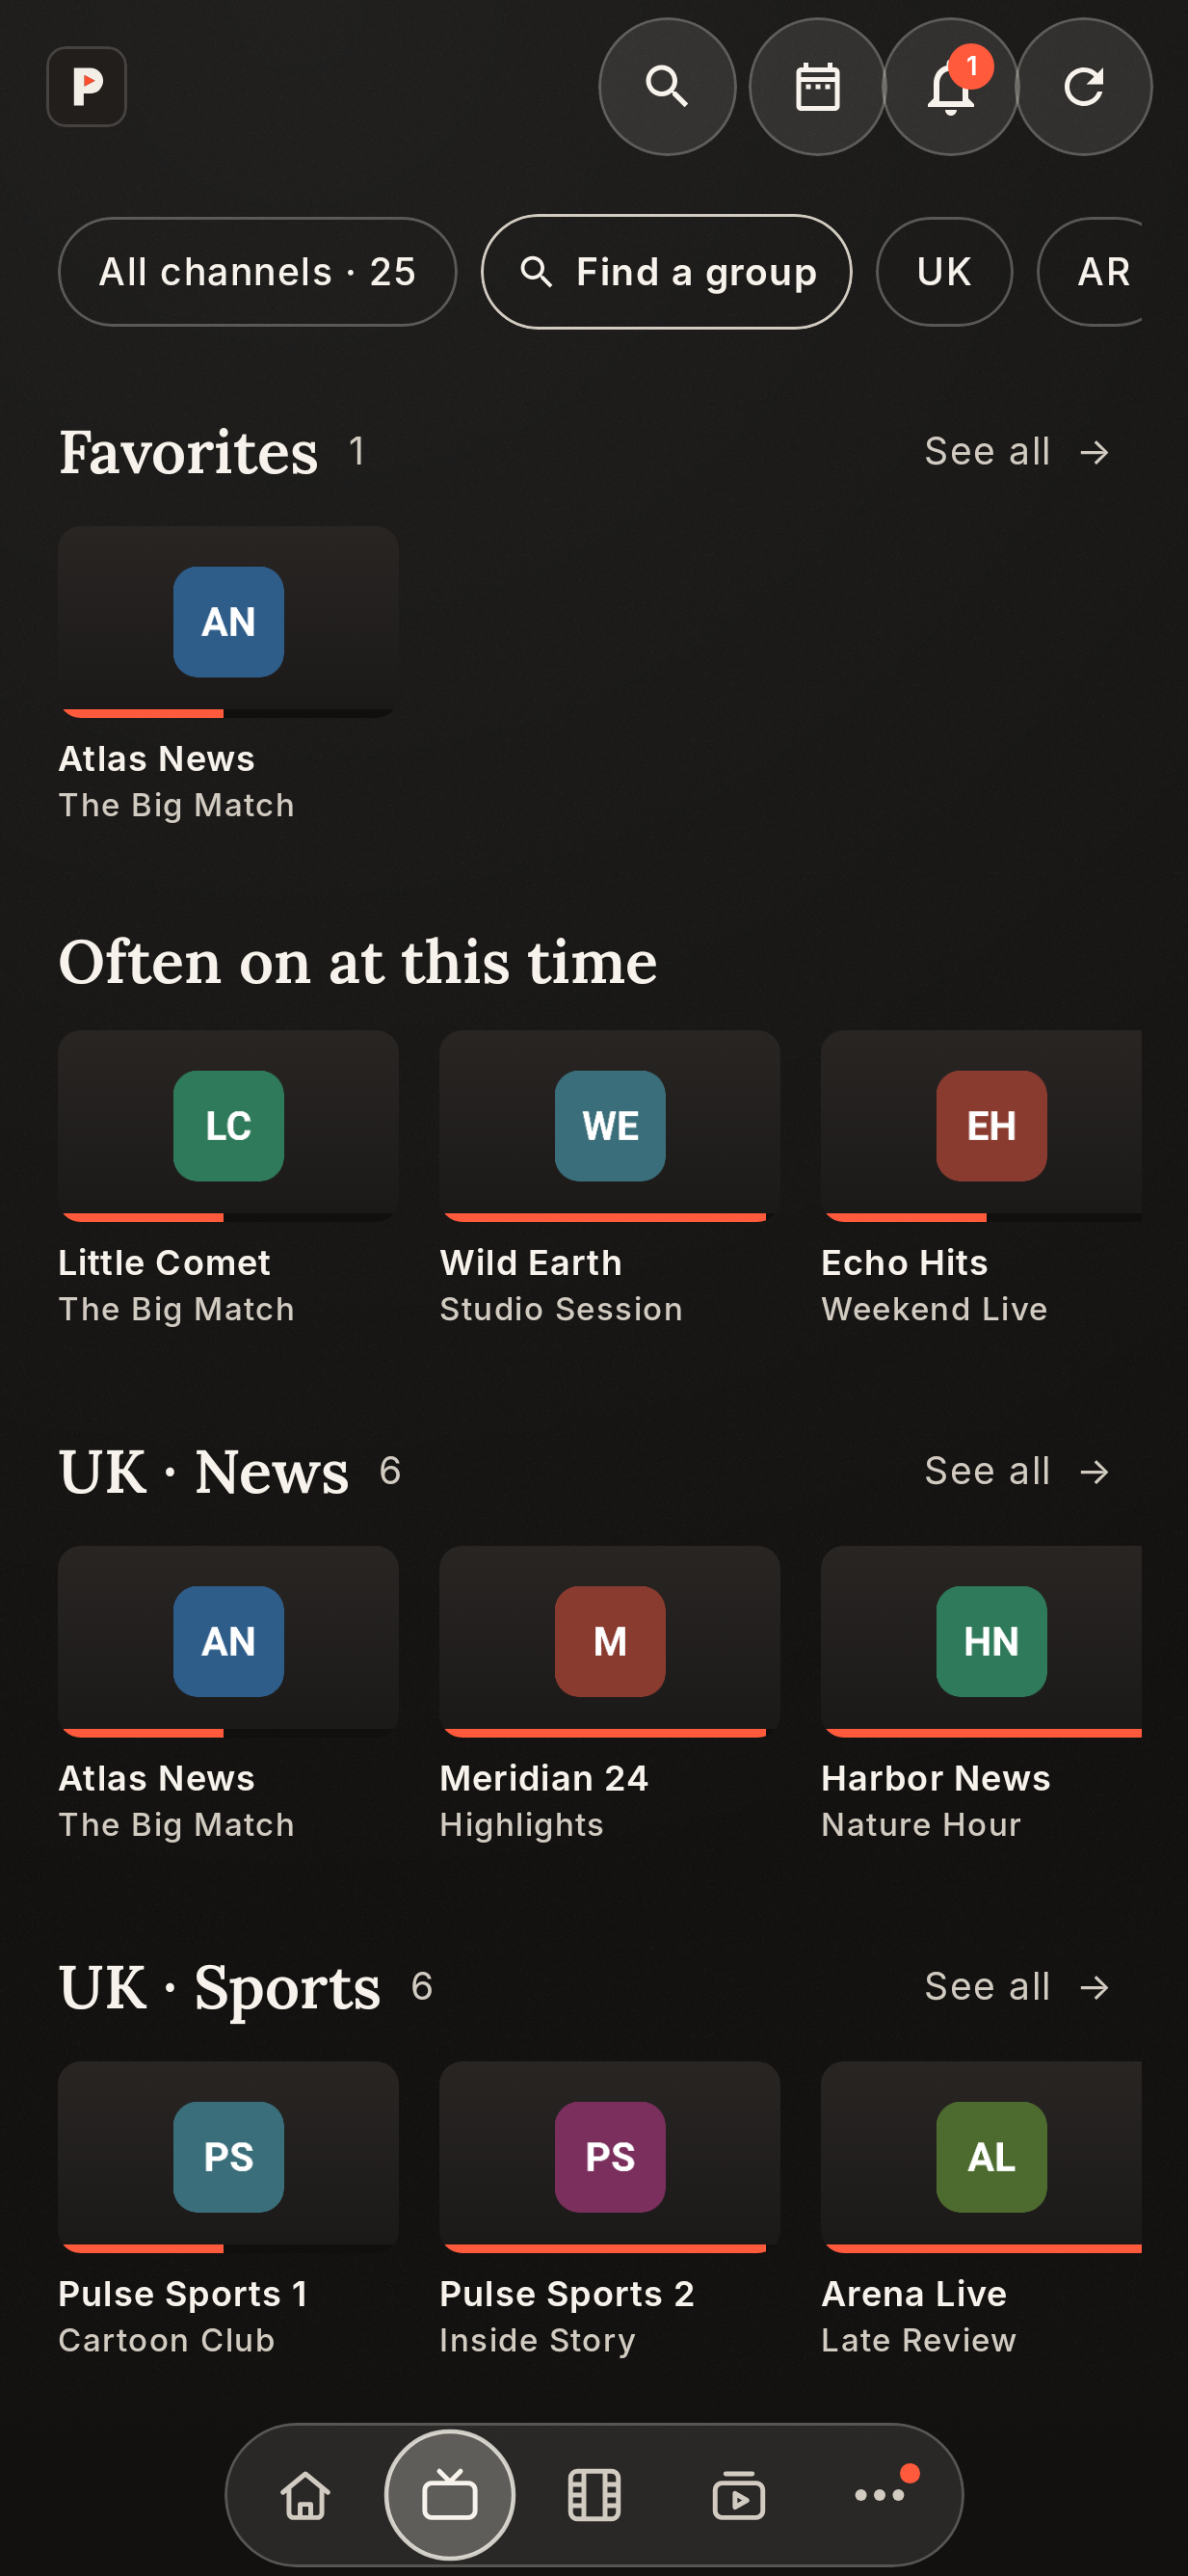 P
1
All channels · 25
Find a group
UK
AR
Favorites 1
See all →
AN
Atlas News
The Big Match
Often on at this time
LC
WE
EH
Little Comet
Wild Earth
Echo Hits
The Big Match
Studio Session
Weekend Live
UK · News 6
See all →
AN
M
HN
Atlas News
Meridian 24
Harbor News
The Big Match
Highlights
Nature Hour
UK · Sports 6
See all →
PS
PS
AL
Pulse Sports 1
Pulse Sports 2
Arena Live
Cartoon Club
Inside Story
Late Review